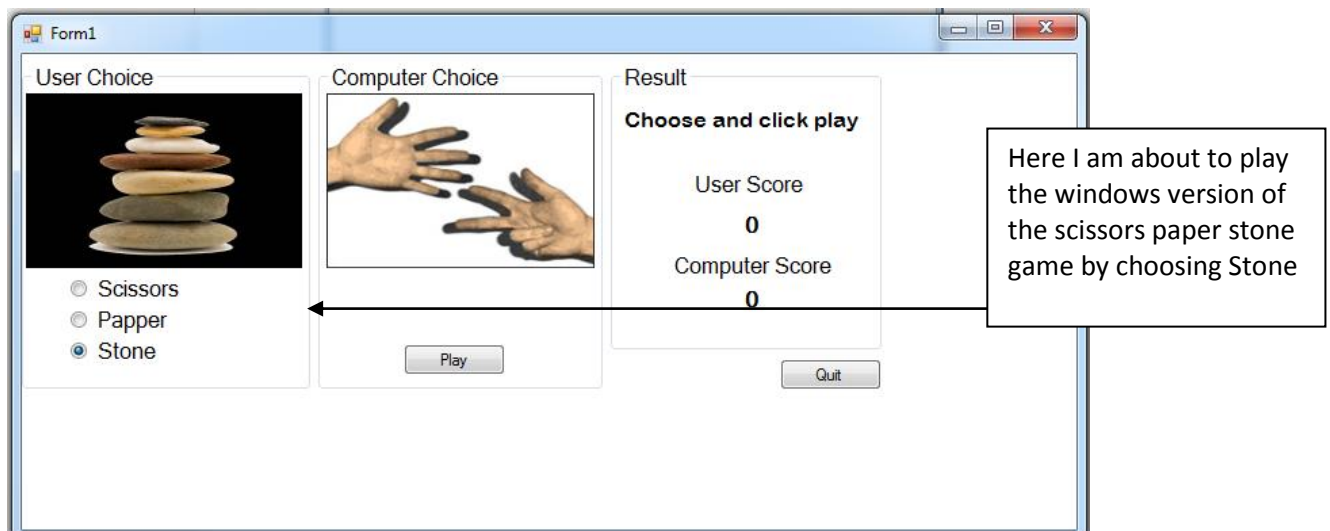 Form1
User Choice
Scissors
Papper
Stone
Computer Choice
Play
Result
Choose and click play
User Score
0
Computer Score
0
Quit
Here I am about to play
the windows version of
the scissors paper stone
game by choosing Stone